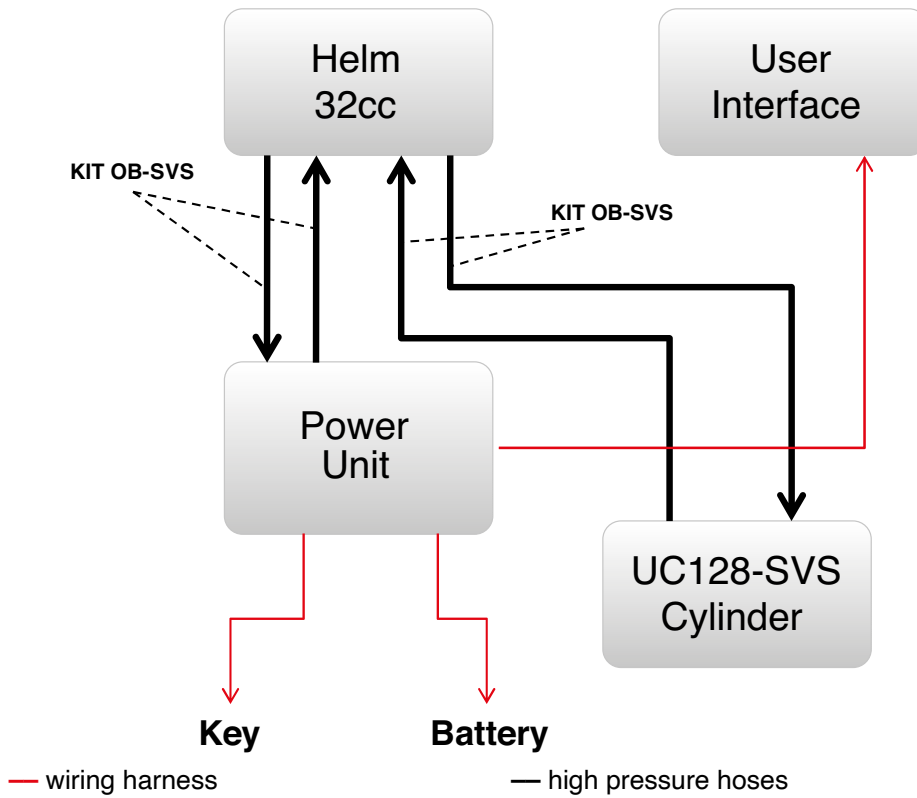 Helm
32cc
User
Interface
KIT OB-SVS
KIT OB-SVS
Power
Unit
UC128-SVS
Cylinder
Key
Battery
wiring harness
high pressure hoses